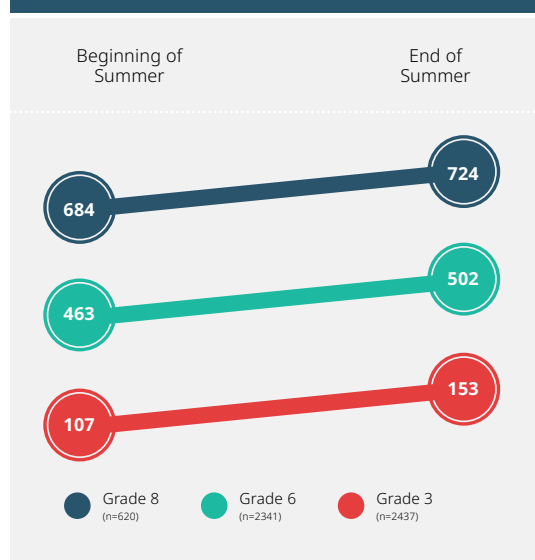 Beginning of
Summer
End of
Summer
684
724
463
502
107
153
Grade 8
(n=620)
Grade 6
(n=2341)
Grade 3
(n=2437)